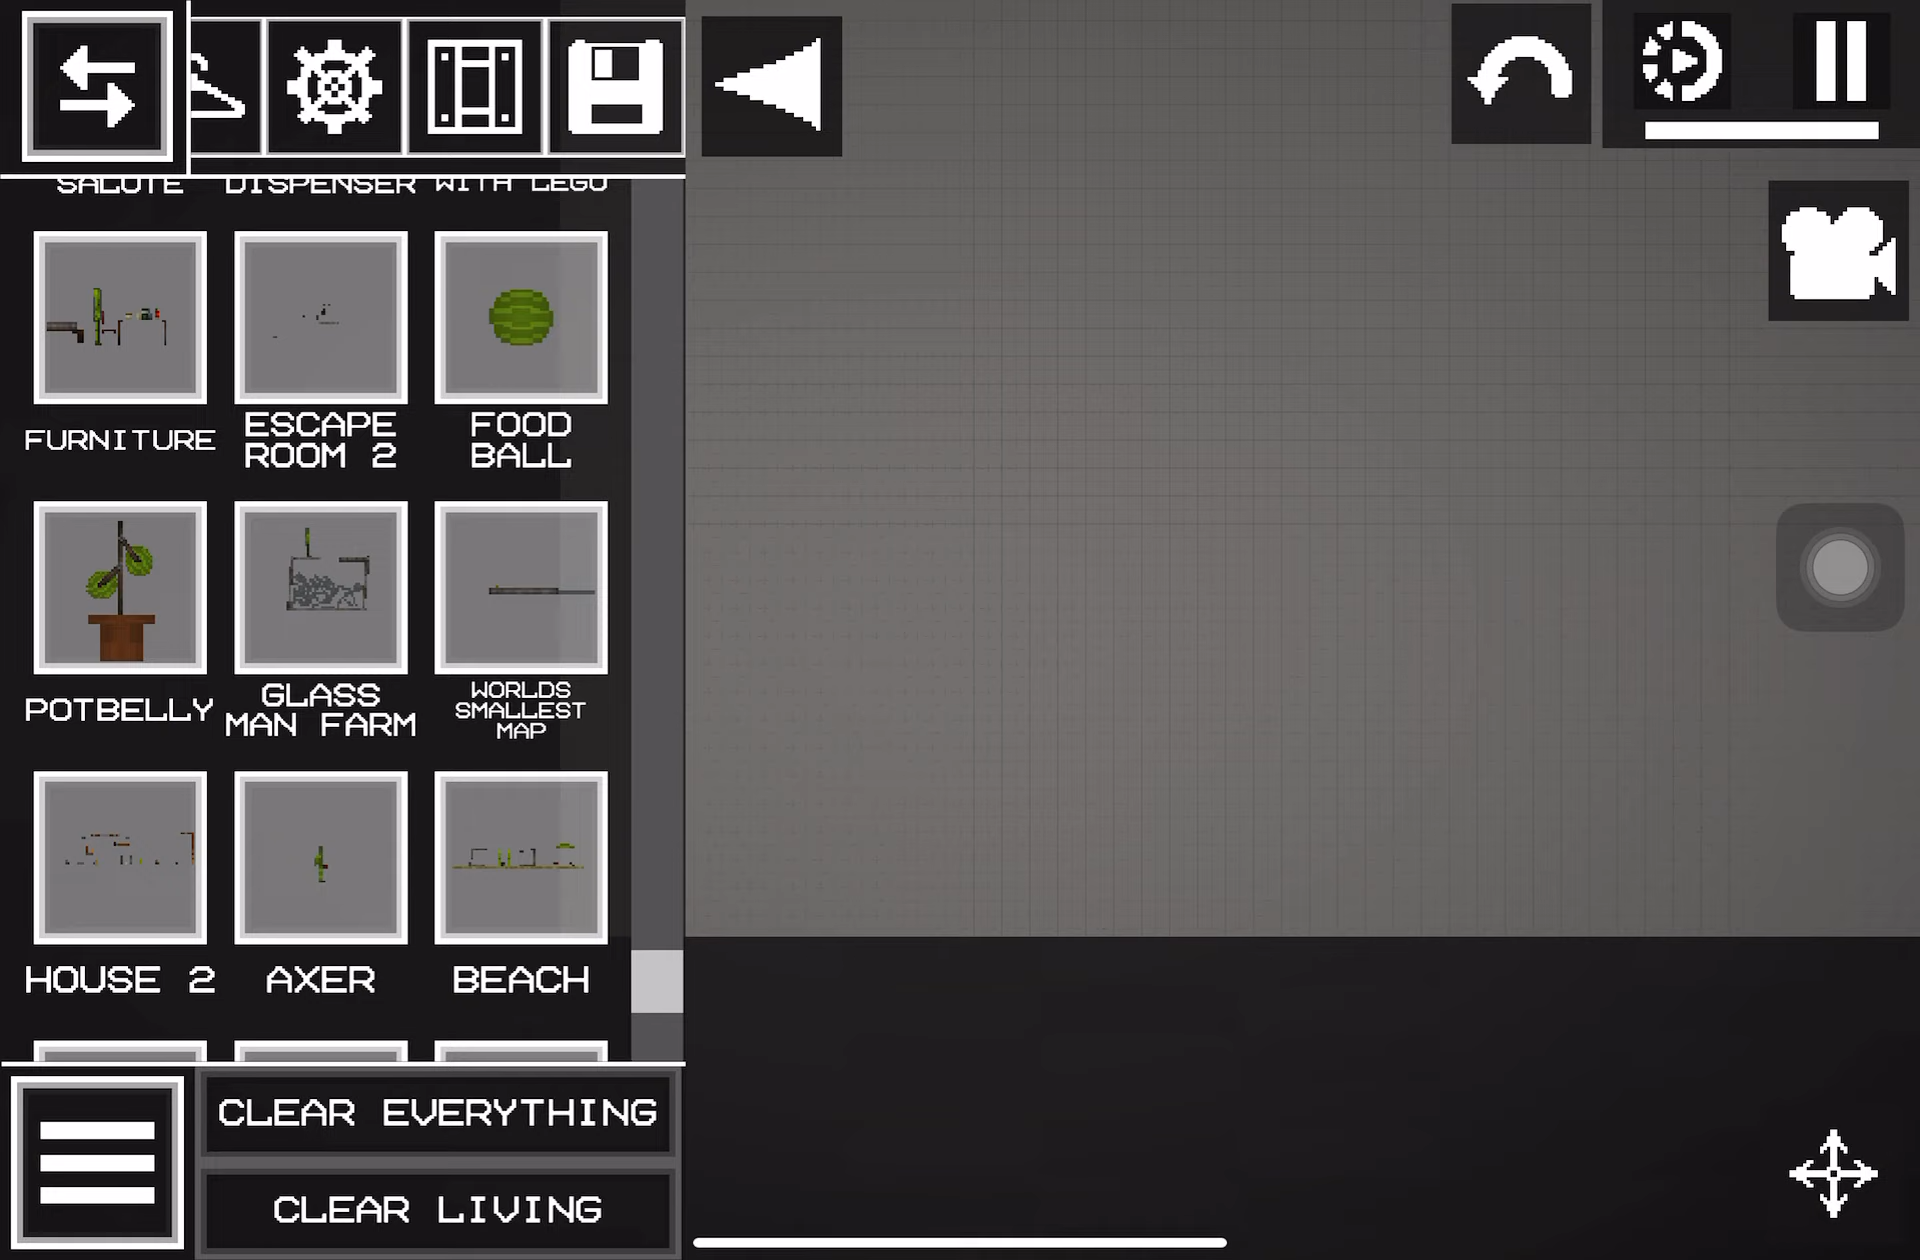 SALUTE DISPENSER WITH LEGO
FURNITURE
ESCAPE
ROOM 2
FOOD
BALL
POTBELLY
GLASS
MAN FARM
WORLDS
SMALLEST
MAP
HOUSE 2
AXER
BEACH
CLEAR EVERYTHING
CLEAR LIVING